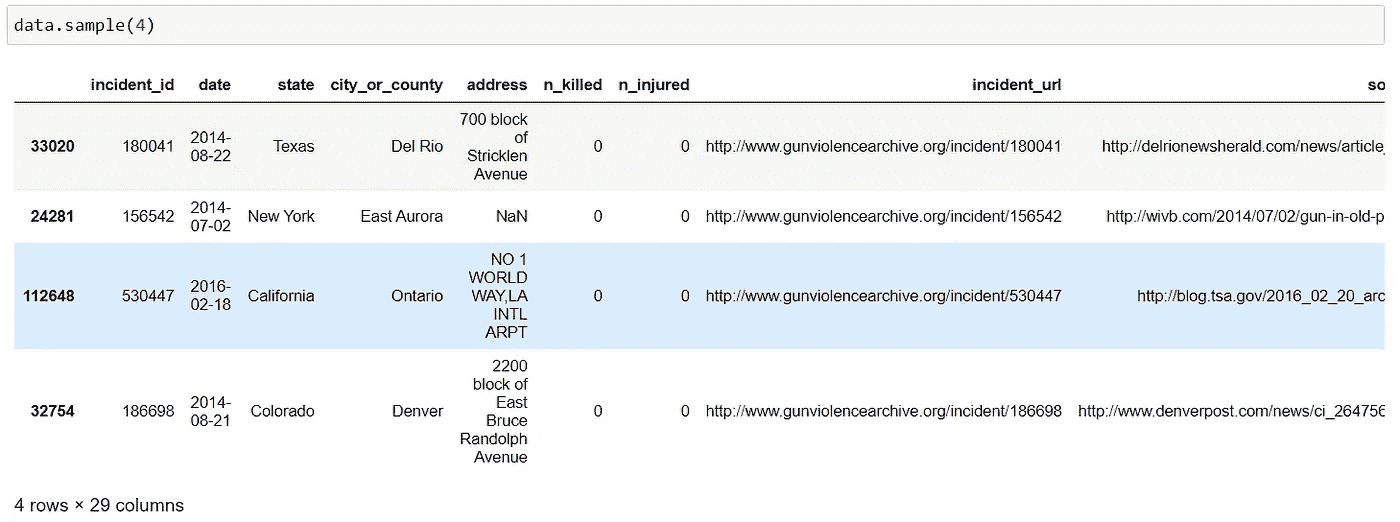 data.sample(4)
incident_id date state city_or_county address n_killed n_injured incident_url so
33020 180041 2014-08-22 Texas Del Rio 700 block of Stricklen Avenue 0 0 http://www.gunviolencearchive.org/incident/180041 http://delrionewsherald.com/news/article_
24281 156542 2014-07-02 New York East Aurora NaN 0 0 http://www.gunviolencearchive.org/incident/156542 http://wivb.com/2014/07/02/gun-in-old-p
112648 530447 2016-02-18 California Ontario NO 1 WORLD WAY,LA INTL ARPT 0 0 http://www.gunviolencearchive.org/incident/530447 http://blog.tsa.gov/2016_02_20_arc
32754 186698 2014-08-21 Colorado Denver 2200 block of East Bruce Randolph Avenue 0 0 http://www.gunviolencearchive.org/incident/186698 http://www.denverpost.com/news/ci_264756
4 rows × 29 columns